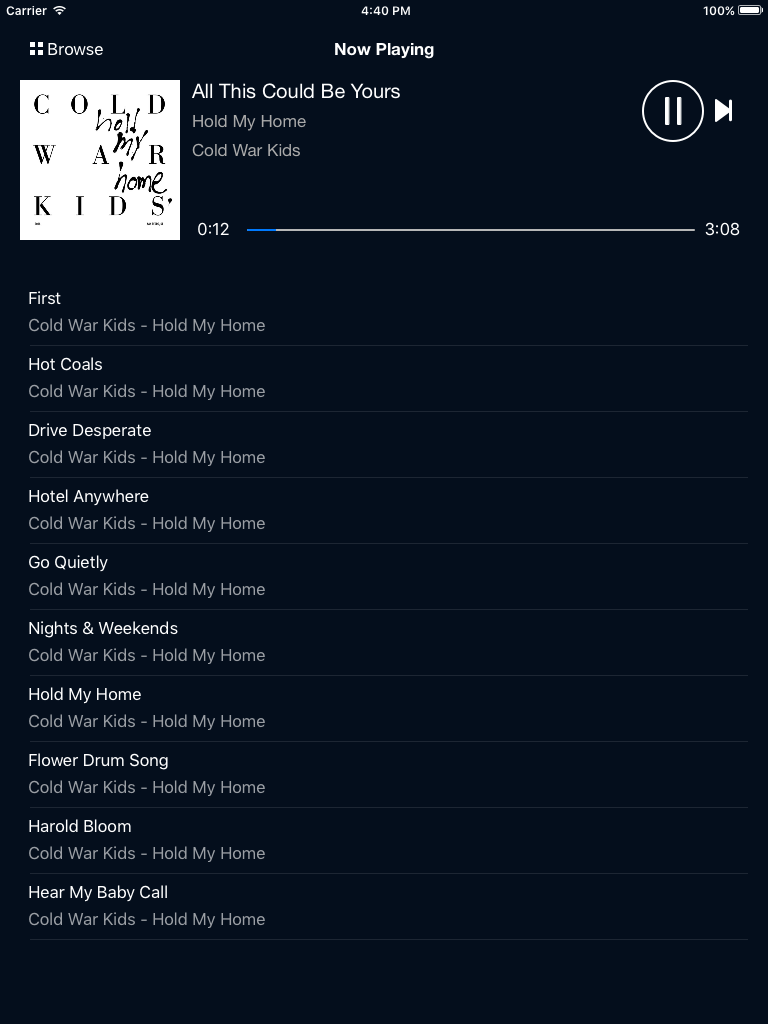 Carrier 4:40 PM 100%
Browse Now Playing
COLD
hold
WAR
my
home
KIDS
All This Could Be Yours
Hold My Home
Cold War Kids
0:12 3:08
First
Cold War Kids - Hold My Home
Hot Coals
Cold War Kids - Hold My Home
Drive Desperate
Cold War Kids - Hold My Home
Hotel Anywhere
Cold War Kids - Hold My Home
Go Quietly
Cold War Kids - Hold My Home
Nights & Weekends
Cold War Kids - Hold My Home
Hold My Home
Cold War Kids - Hold My Home
Flower Drum Song
Cold War Kids - Hold My Home
Harold Bloom
Cold War Kids - Hold My Home
Hear My Baby Call
Cold War Kids - Hold My Home